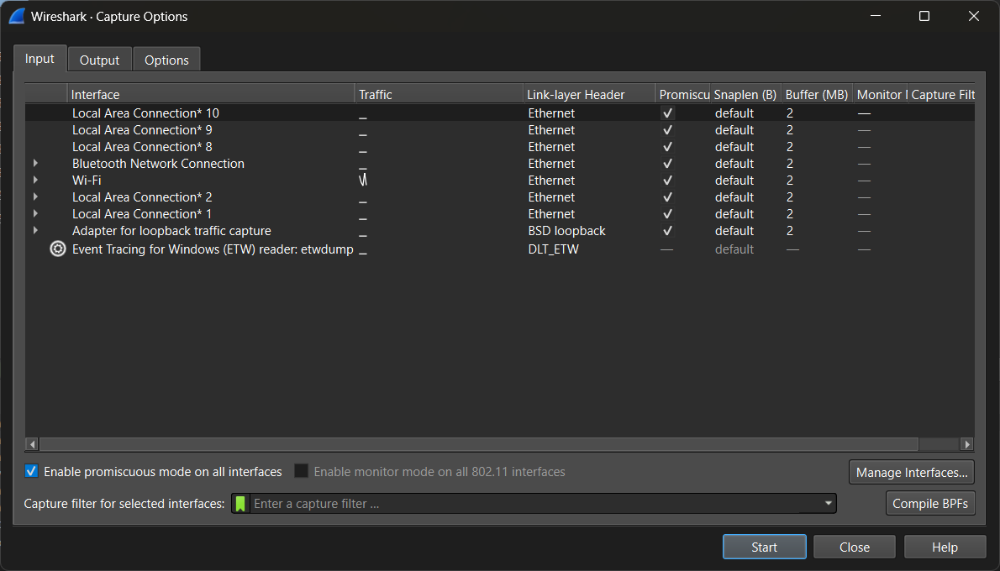 Wireshark · Capture Options
Input Output Options
Interface Traffic Link-layer Header Promiscu Snaplen (B) Buffer (MB) Monitor I Capture Filt
Local Area Connection* 10 _ Ethernet ✓ default 2 —
Local Area Connection* 9 _ Ethernet ✓ default 2 —
Local Area Connection* 8 _ Ethernet ✓ default 2 —
Bluetooth Network Connection _ Ethernet ✓ default 2 —
Wi-Fi Ethernet ✓ default 2 —
Local Area Connection* 2 _ Ethernet ✓ default 2 —
Local Area Connection* 1 _ Ethernet ✓ default 2 —
Adapter for loopback traffic capture _ BSD loopback ✓ default 2 —
Event Tracing for Windows (ETW) reader: etwdump _ DLT_ETW — default — —
Enable promiscuous mode on all interfaces Enable monitor mode on all 802.11 interfaces Manage Interfaces...
Capture filter for selected interfaces: Enter a capture filter ... Compile BPFs
Start Close Help